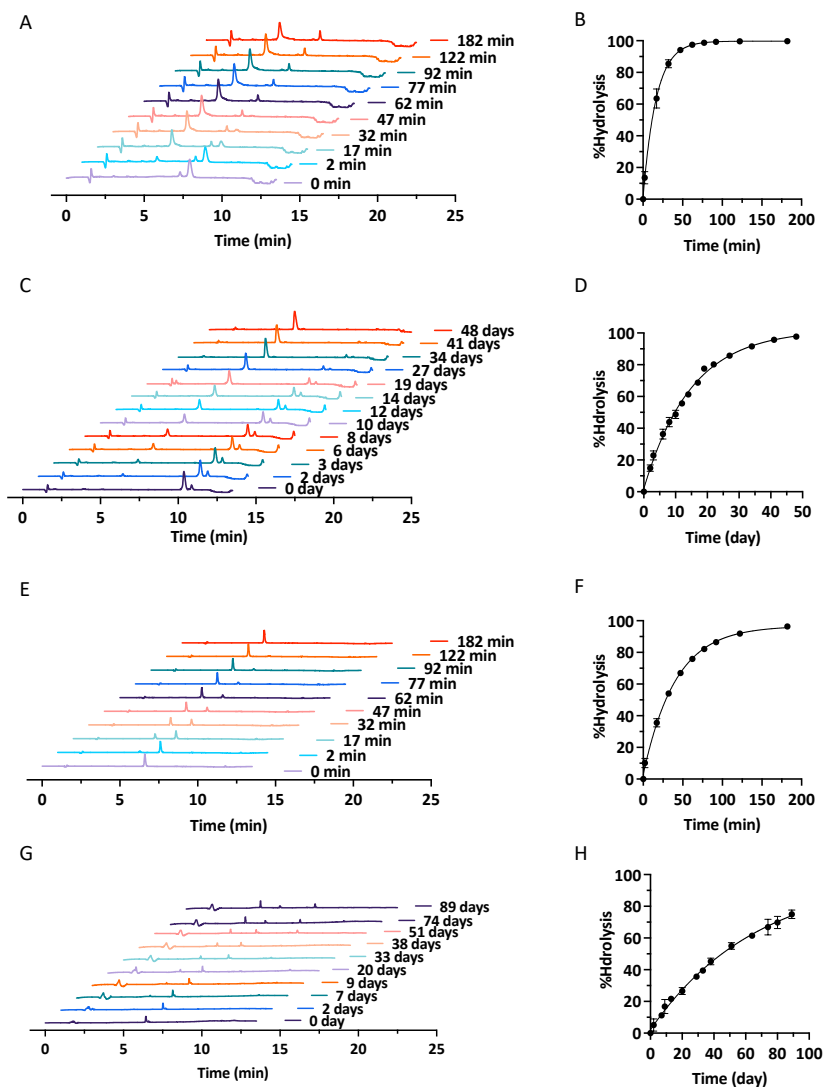 A
182 min
122 min
92 min
77 min
62 min
47 min
32 min
17 min
2 min
0 min
0 5 10 15 20 25
Time (min)
B
%Hydrolysis
100
80
60
40
20
0
0 50 100 150 200
Time (min)
C
48 days
41 days
34 days
27 days
19 days
14 days
12 days
10 days
8 days
6 days
3 days
2 days
0 day
0 5 10 15 20 25
Time (min)
D
%Hdrolysis
100
80
60
40
20
0
0 10 20 30 40 50
Time (day)
E
182 min
122 min
92 min
77 min
62 min
47 min
32 min
17 min
2 min
0 min
0 5 10 15 20 25
Time (min)
F
%Hydrolysis
100
80
60
40
20
0
0 50 100 150 200
Time (min)
G
89 days
74 days
51 days
38 days
33 days
20 days
9 days
7 days
2 days
0 day
0 5 10 15 20 25
Time (min)
H
%Hdrolysis
100
80
60
40
20
0
0 20 40 60 80 100
Time (day)